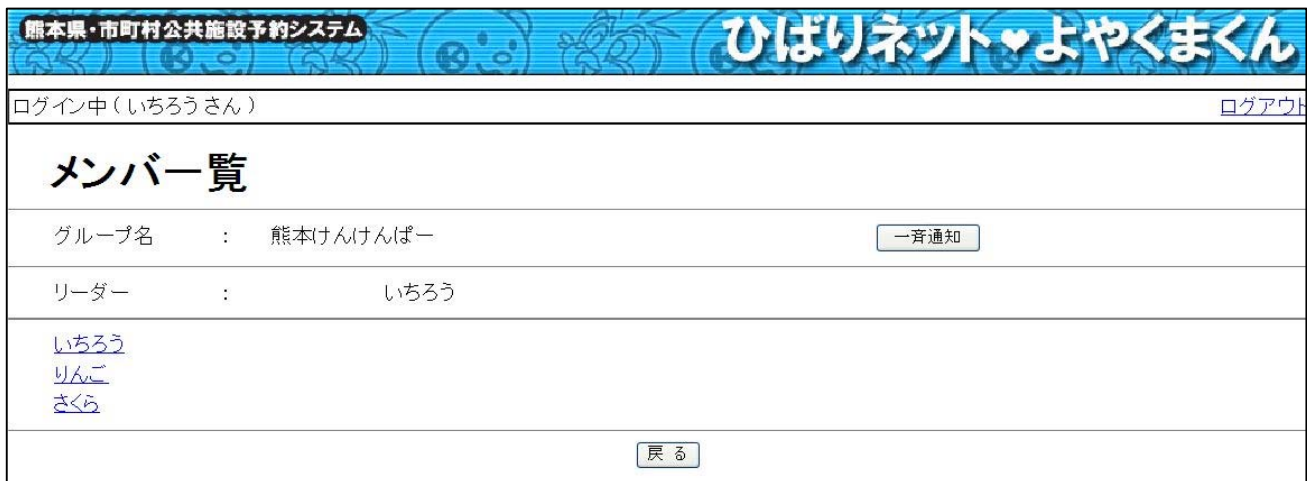 熊本県・市町村公共施設予約システム
ひばりネット♥よやくまくん
ログイン中 ( いちろう さん )
ログアウト
メンバ一覧
グループ名 : 熊本けんけんぱー
一斉通知
リーダー : いちろう
いちろう
りんご
さくら
戻 る